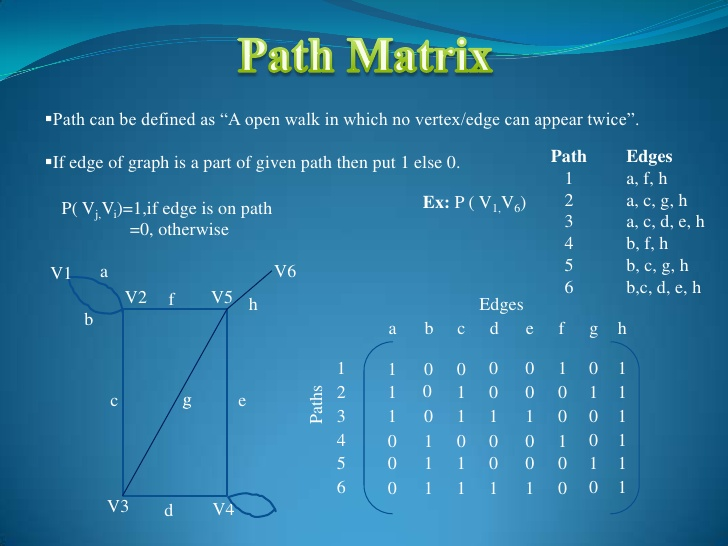 Path Matrix
▪Path can be defined as “A open walk in which no vertex/edge can appear twice”.
▪If edge of graph is a part of given path then put 1 else 0.
P( Vj,Vi)=1,if edge is on path
=0, otherwise
Ex: P ( V1,V6)
Path Edges
1 a, f, h
2 a, c, g, h
3 a, c, d, e, h
4 b, f, h
5 b, c, g, h
6 b,c, d, e, h
V1 a V6
V2 f V5 h
b
c g e
V3 d V4
Edges
a b c d e f g h
Paths
1 1 0 0 0 0 1 0 1
2 1 0 1 0 0 0 1 1
3 1 0 1 1 1 0 0 1
4 0 1 0 0 0 1 0 1
5 0 1 1 0 0 0 1 1
6 0 1 1 1 1 0 0 1